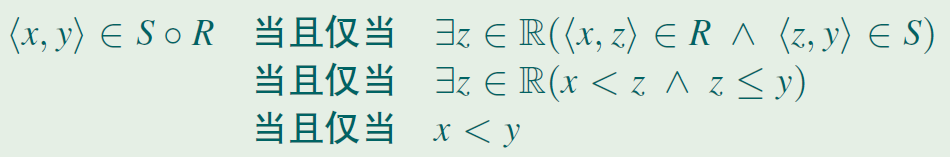 ⟨x, y⟩ ∈ S ∘ R 当且仅当 ∃z ∈ ℝ(⟨x, z⟩ ∈ R ∧ ⟨z, y⟩ ∈ S)
当且仅当 ∃z ∈ ℝ(x < z ∧ z ≤ y)
当且仅当 x < y